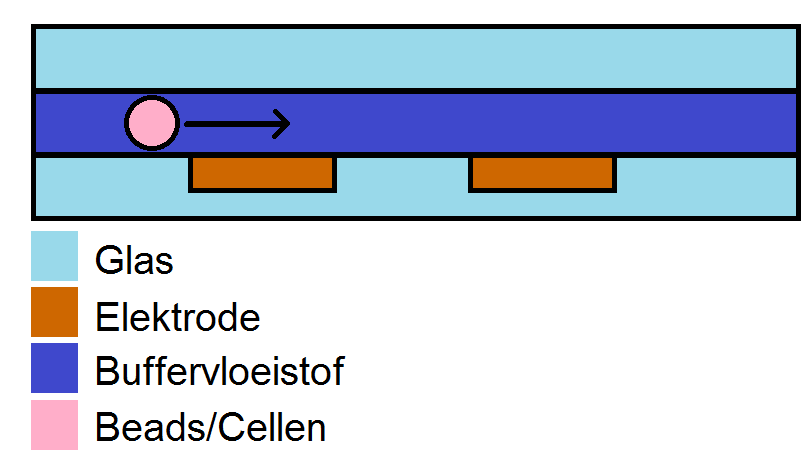 Glas
Elektrode
Buffervloeistof
Beads/Cellen